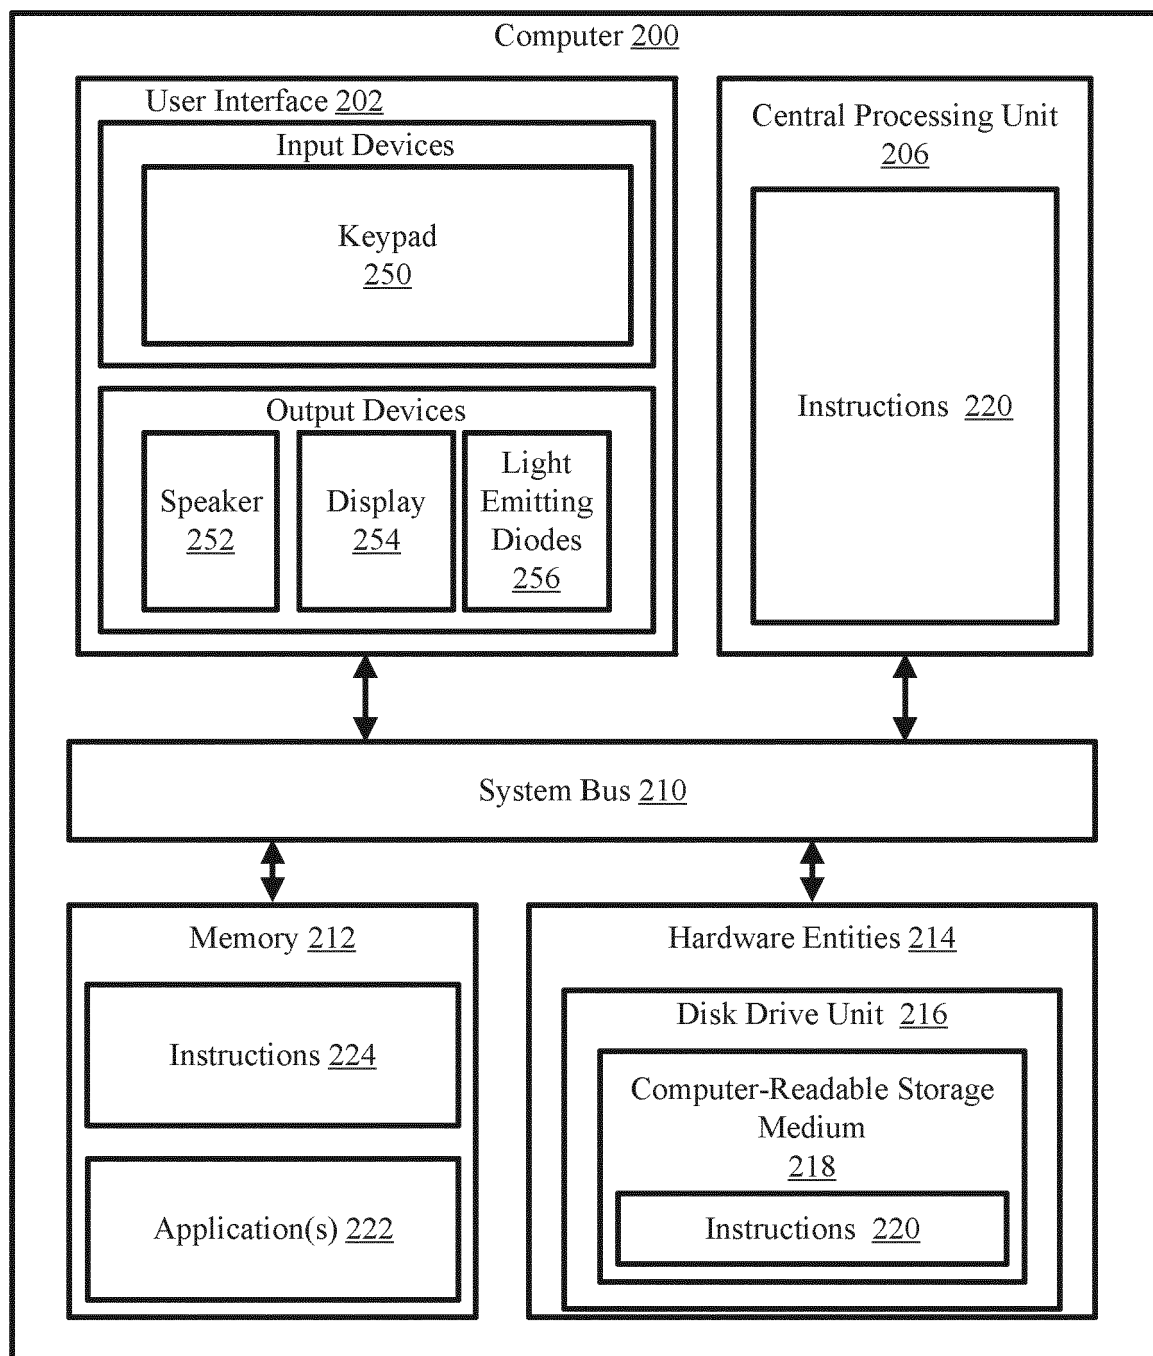 Computer 200
User Interface 202
Input Devices
Keypad
250
Output Devices
Speaker
252
Display
254
Light
Emitting
Diodes
256
Central Processing Unit
206
Instructions 220
System Bus 210
Memory 212
Instructions 224
Application(s) 222
Hardware Entities 214
Disk Drive Unit 216
Computer-Readable Storage
Medium
218
Instructions 220